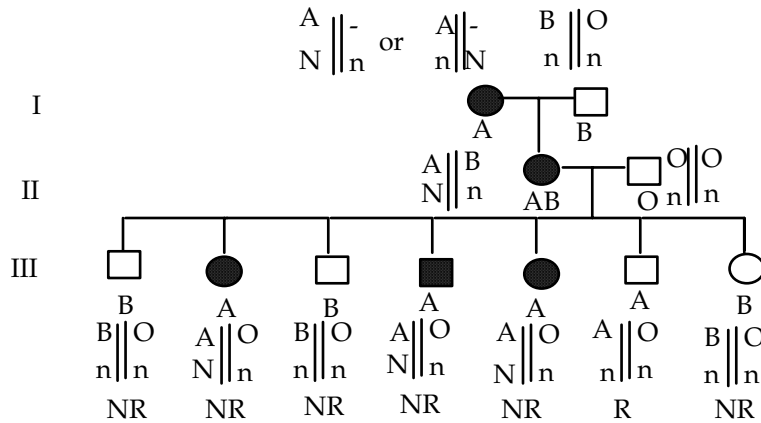 A - A - B O
N n or n N n n
I
A B
A B O O
II
N n n n
AB O
III
B A B A A A B
B O A O B O A O A O A O B O
n n N n n n N n N n n n n n
NR NR NR NR NR R NR